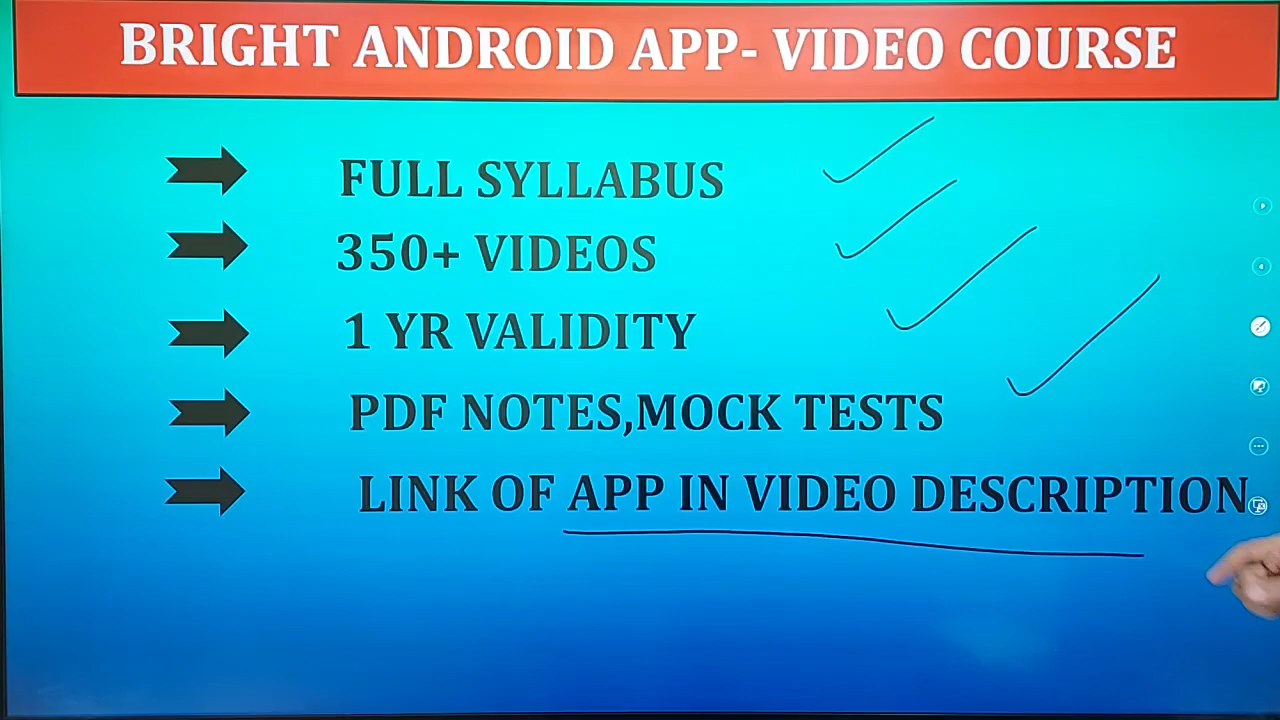 BRIGHT ANDROID APP- VIDEO COURSE
FULL SYLLABUS
350+ VIDEOS
1 YR VALIDITY
PDF NOTES,MOCK TESTS
LINK OF APP IN VIDEO DESCRIPTION